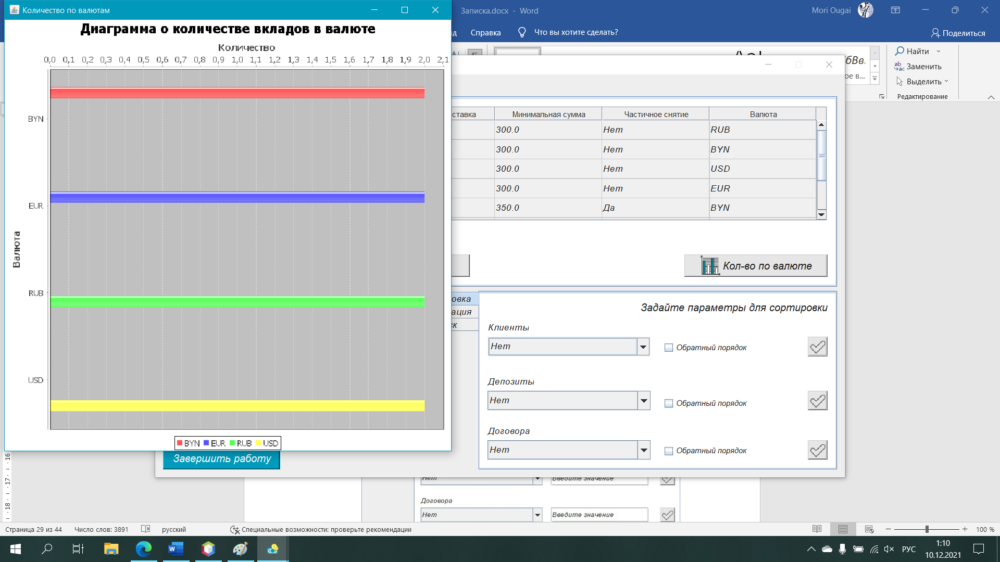 Количество по валютам
Записка.docx - Word
Mori Ougai
Справка
Что вы хотите сделать?
Поделиться
Найти
Заменить
Выделить
Редактирование
Диаграмма о количестве вкладов в валюте
Количество
0,0 0,1 0,2 0,3 0,4 0,5 0,6 0,7 0,8 0,9 1,0 1,1 1,2 1,3 1,4 1,5 1,6 1,7 1,8 1,9 2,0 2,1
Валюта
BYN
EUR
RUB
USD
BYN EUR RUB USD
ставка Минимальная сумма Частичное снятие Валюта
300.0 Нет RUB
300.0 Нет BYN
300.0 Нет USD
300.0 Нет EUR
350.0 Да BYN
Кол-во по валюте
овка
ация
ск
Задайте параметры для сортировки
Клиенты
Нет Обратный порядок
Депозиты
Нет Обратный порядок
Договора
Нет Обратный порядок
Завершить работу
Нет Введите значение
Договора
Нет Введите значение
16
17
18
Страница 29 из 44 Число слов: 3891 русский Специальные возможности: проверьте рекомендации 100 %
РУС
1:10
10.12.2021